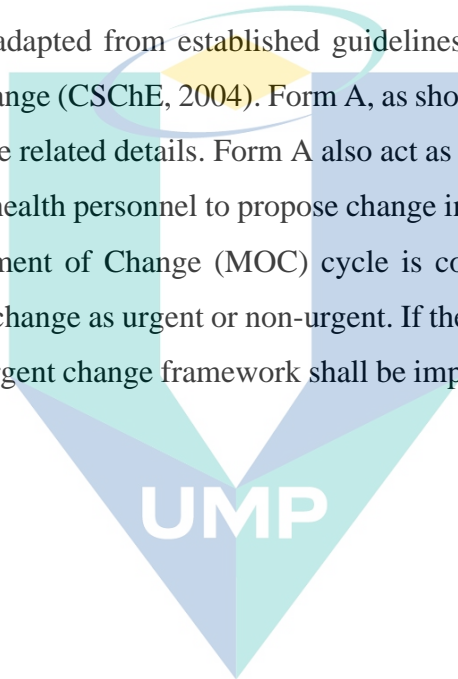 adapted from established guidelines
ange (CSChE, 2004). Form A, as sho
e related details. Form A also act as
health personnel to propose change in
ment of Change (MOC) cycle is co
change as urgent or non-urgent. If the
rgent change framework shall be imp
UMP